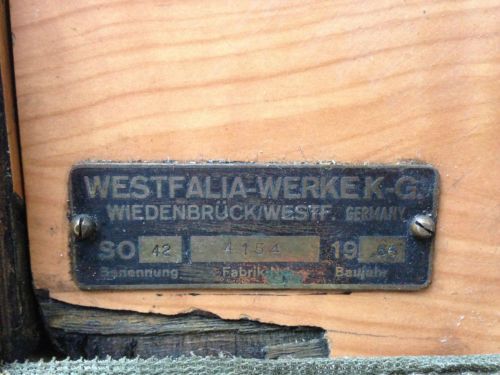 WESTFALIA-WERKE K-G.
WIEDENBRÜCK/WESTF. GERMANY
SO 42 4154 19 66
Benennung Fabrik-Nr. Baujahr